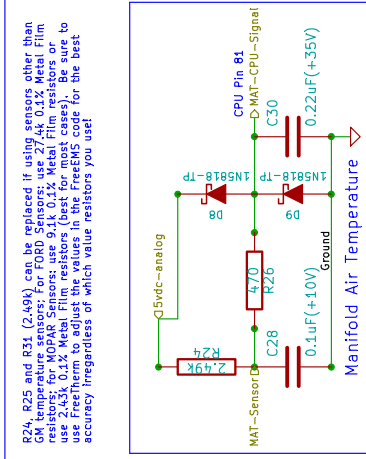 R24, R25 and R31 (2.49k) can be replaced if using sensors other than
GM temperature sensors; For FORD Sensors: use 27.4k 0.1% Metal Film
resistors; for MOPAR Sensors: use 9.1k 0.1% Metal Film resistors or
use 2.43k 0.1% Metal Film resistors (best for most cases). Be sure to
use FreeTherm to adjust the values in the FreeEMS code for the best
accuracy irregardless of which value resistors you use!
CPU Pin 81
MAT-CPU-Signal
C30
0.22uF(+35V)
1N5818-TP
1N5818-TP
D8
D9
5vdc-analog
470
R26
Ground
R24
2.49k
MAT-Sensor
C28
0.1uF(+10V)
Manifold Air Temperature